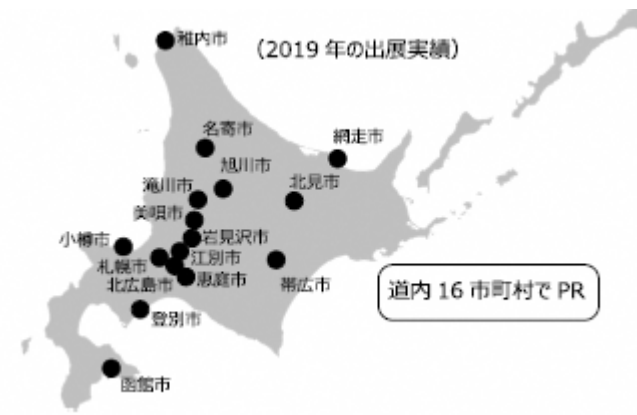 稚内市
（2019 年の出展実績）
名寄市
網走市
旭川市
滝川市
北見市
美唄市
小樽市
岩見沢市
江別市
札幌市
北広島市
恵庭市
帯広市
道内 16 市町村で PR
登別市
函館市